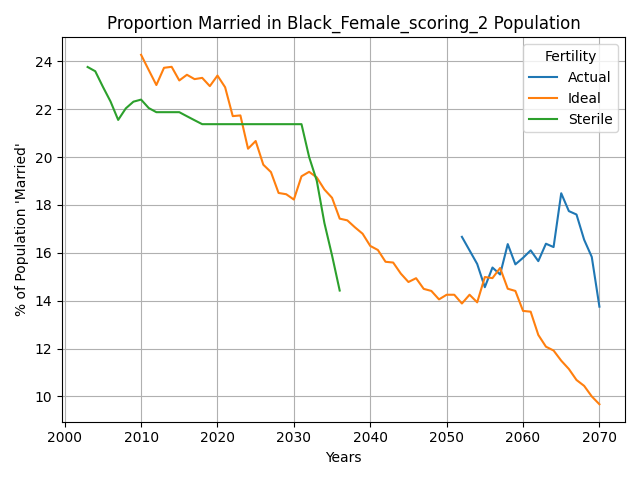 Proportion Married in Black_Female_scoring_2 Population
Fertility
Actual
Ideal
Sterile
% of Population 'Married'
24
22
20
18
16
14
12
10
2000 2010 2020 2030 2040 2050 2060 2070
Years